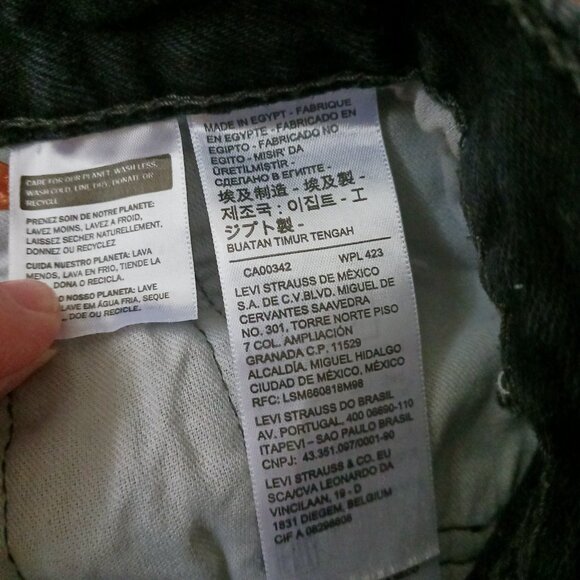 CARE FOR OUR PLANET: WASH LESS,
WASH COLD, LINE DRY, DONATE OR
RECYCLE
PRENEZ SOIN DE NOTRE PLANÈTE:
LAVEZ MOINS, LAVEZ À FROID,
LAISSEZ SECHER NATURELLEMENT,
DONNEZ OU RECYCLEZ
CUIDA NUESTRO PLANETA: LAVA
MENOS, LAVA EN FRIO, TIENDE LA
DONA O RECICLA.
O NOSSO PLANETA: LAVE
LAVE EM ÁGUA FRIA, SEQUE
DOE OU RECICLE.
MADE IN EGYPT - FABRIQUE
EN EGYPTE - FABRICADO EN
EGIPTO - FABRICADO NO
EGITO - MISIR'DA
ÜRETİLMİŞTİR -
СДЕЛАНО В ЕГИПТЕ -
埃及制造 - 埃及製 -
제조국 : 이집트 - エ
ジプト製 -
BUATAN TIMUR TENGAH
CA00342 WPL 423
LEVI STRAUSS DE MÉXICO
S.A. DE C.V.BLVD. MIGUEL DE
CERVANTES SAAVEDRA
NO. 301, TORRE NORTE PISO
7 COL. AMPLIACIÓN
GRANADA C.P. 11529
ALCALDÍA. MIGUEL HIDALGO
CIUDAD DE MÉXICO, MÉXICO
RFC: LSM860818M98
LEVI STRAUSS DO BRASIL
AV. PORTUGAL, 400 06690-110
ITAPEVI - SAO PAULO BRASIL
CNPJ: 43.351.097/0001-90
LEVI STRAUSS & CO. EU
SCA/CVA LEONARDO DA
VINCILAAN, 19 - D
1831 DIEGEM, BELGIUM
CIF A 08298808